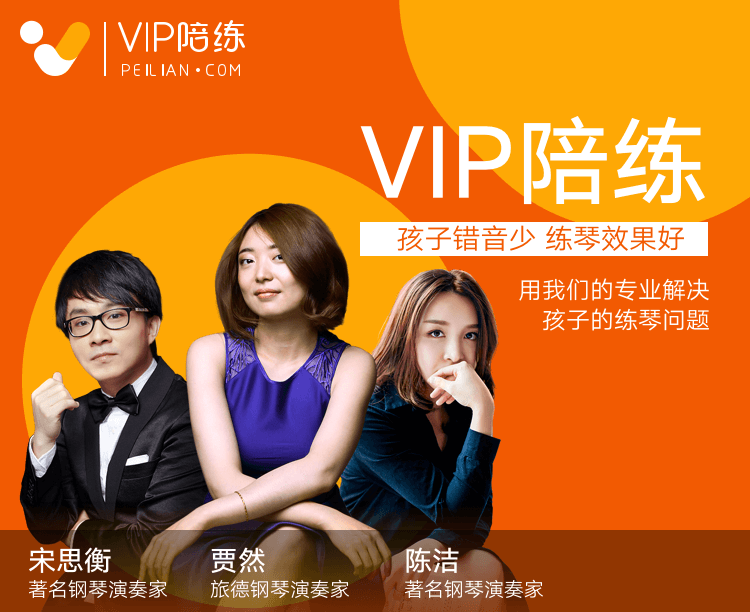 VIP陪练
PEILIAN·COM
VIP陪练
孩子错音少 练琴效果好
用我们的专业解决
孩子的练琴问题
宋思衡 贾然 陈洁
著名钢琴演奏家 旅德钢琴演奏家 著名钢琴演奏家